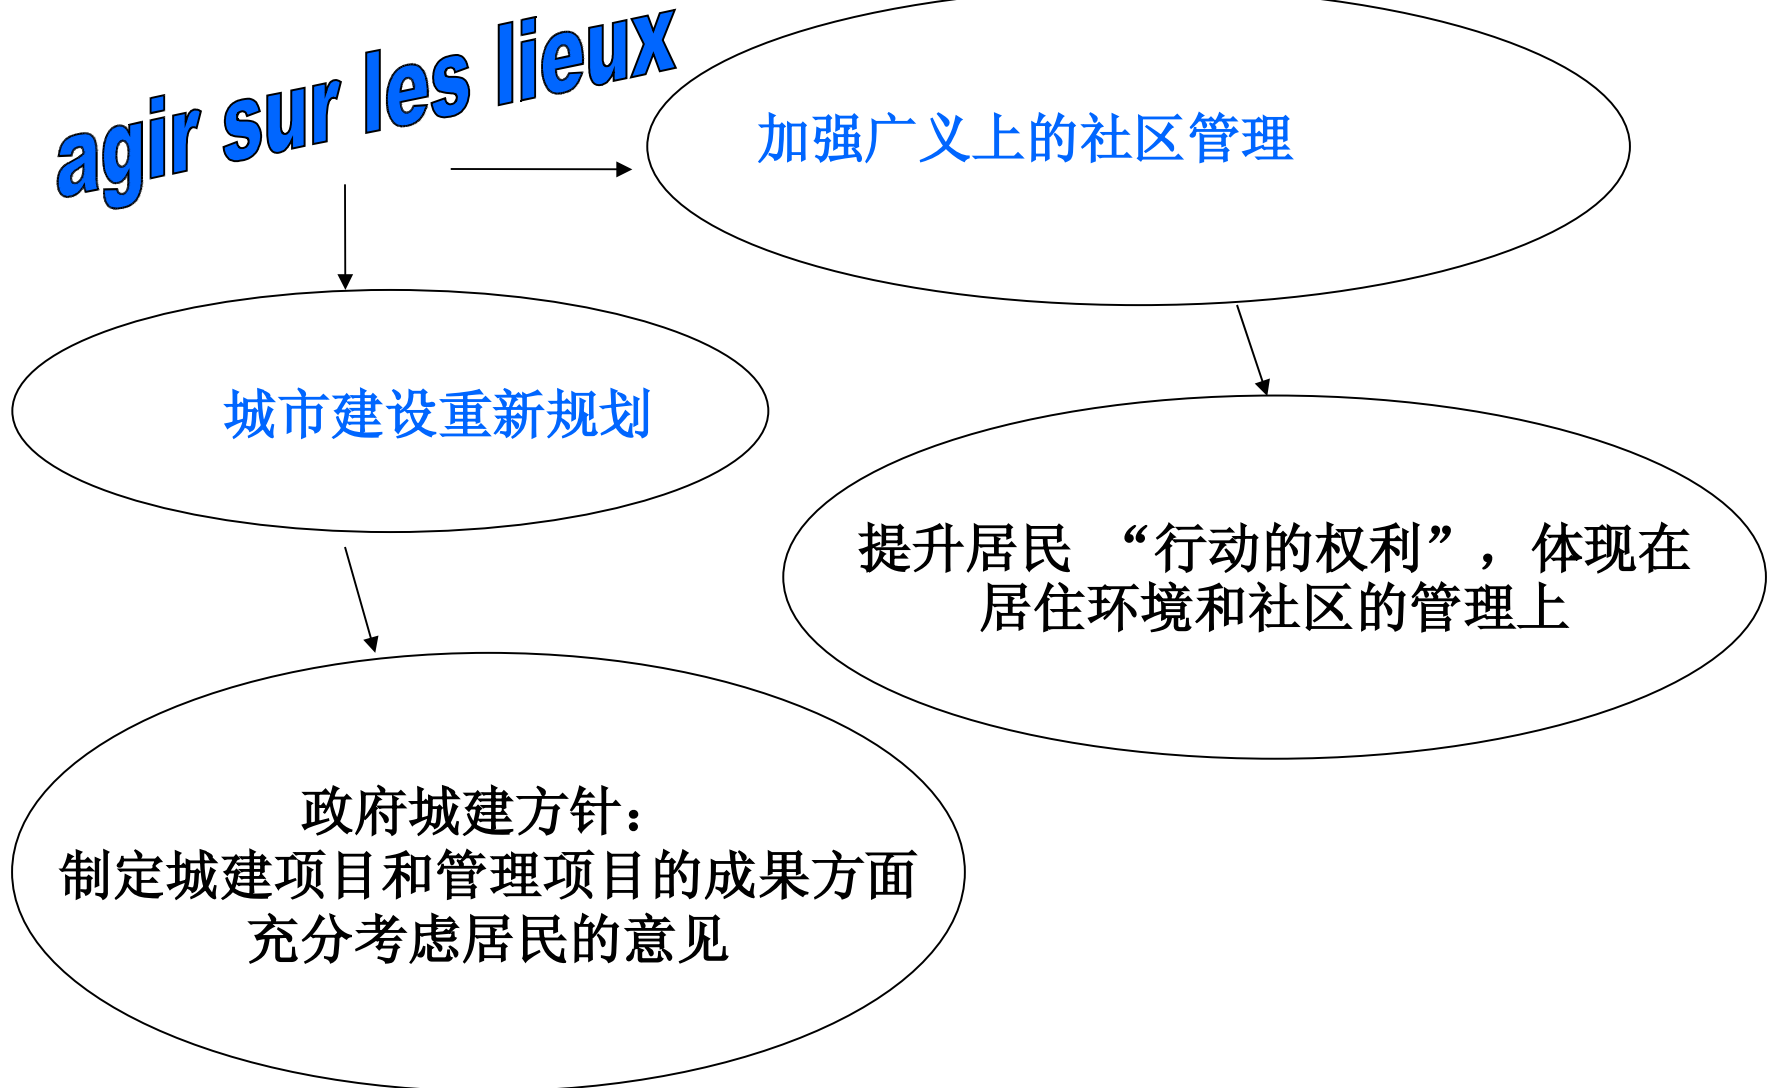 agir sur les lieux
加强广义上的社区管理
城市建设重新规划
提升居民 “行动的权利”，体现在
居住环境和社区的管理上
政府城建方针：
制定城建项目和管理项目的成果方面
充分考虑居民的意见